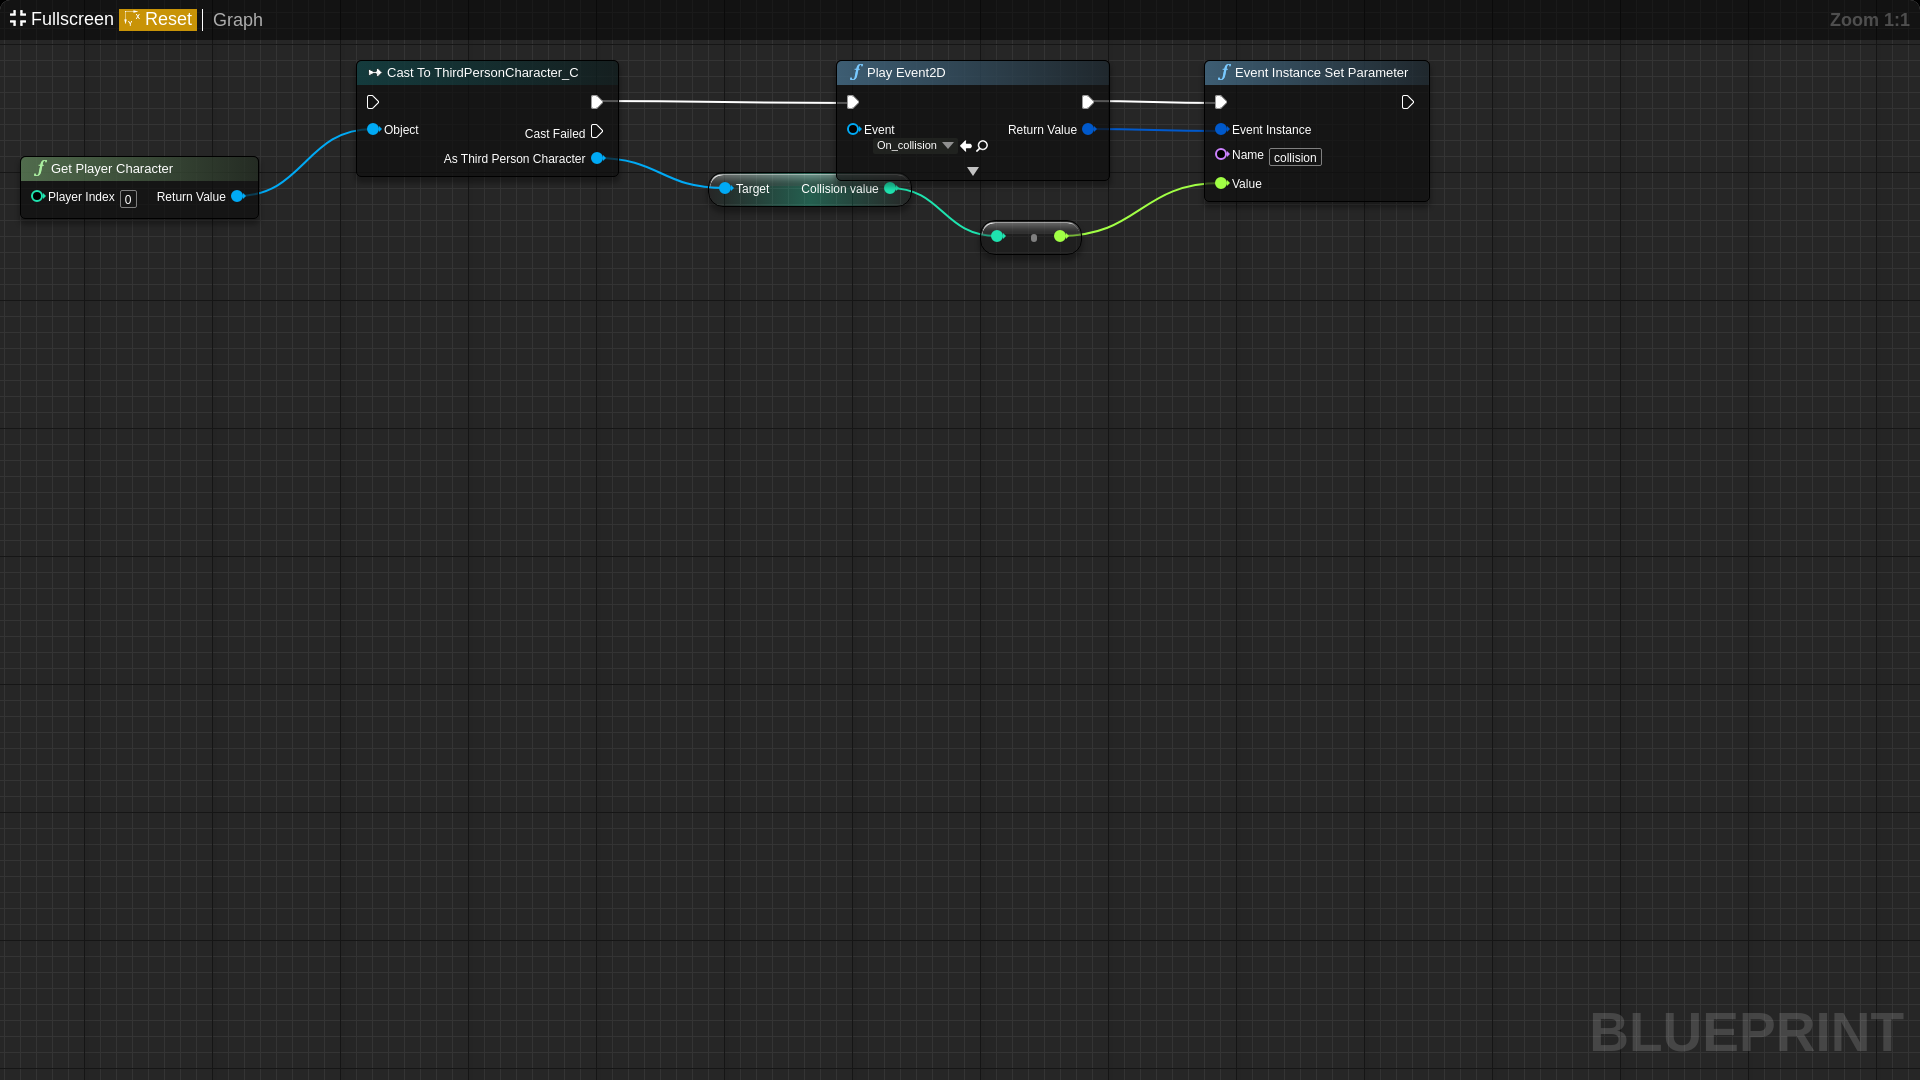 Fullscreen Reset Graph
Zoom 1:1
Get Player Character
Player Index 0 Return Value
Cast To ThirdPersonCharacter_C
Object
Cast Failed
As Third Person Character
Target Collision value
Play Event2D
Event
On_collision
Return Value
Event Instance Set Parameter
Event Instance
Name collision
Value
BLUEPRINT